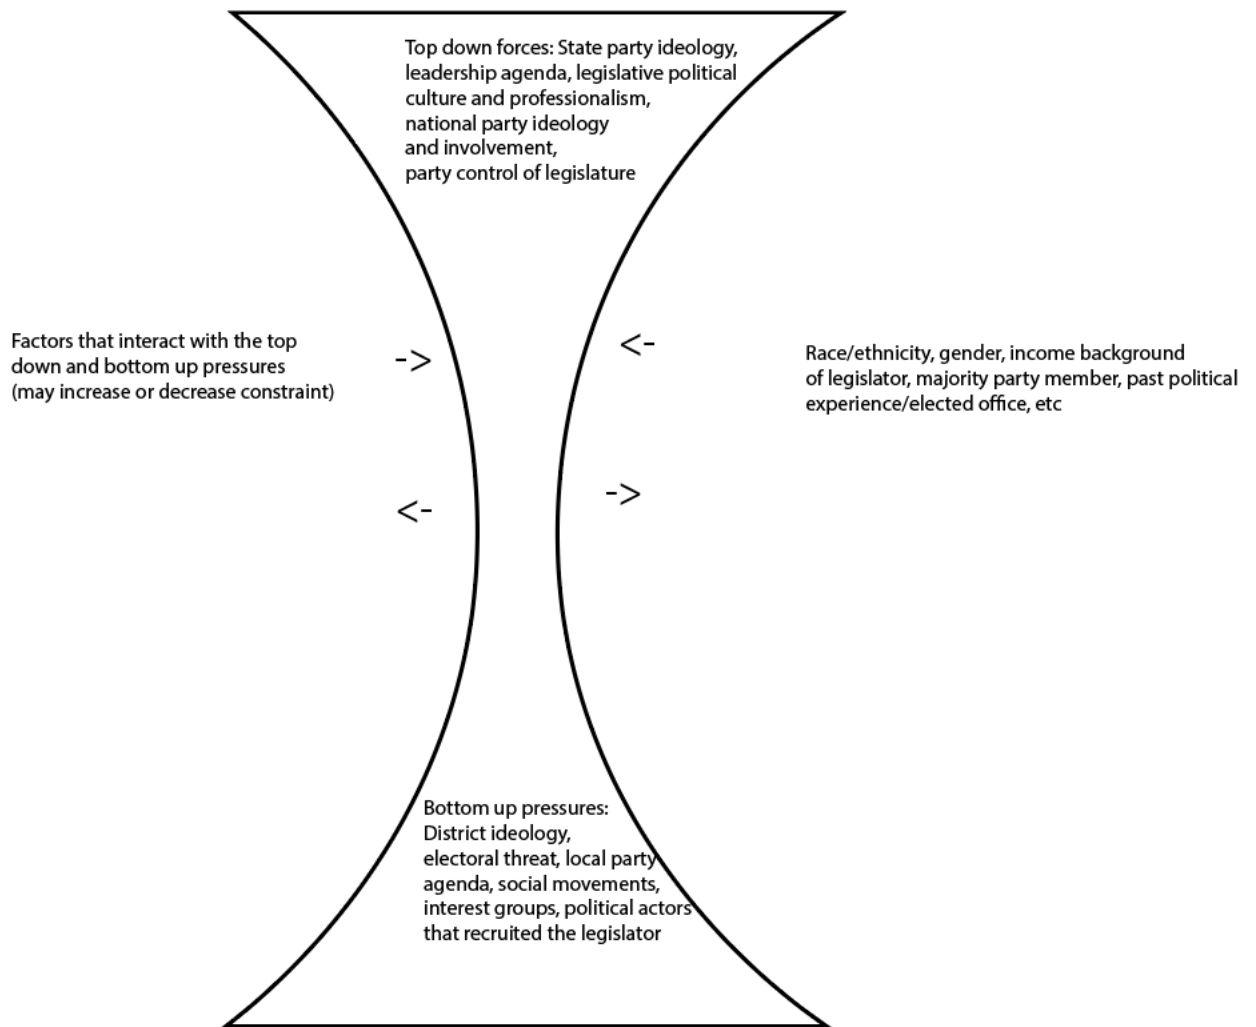 Top down forces: State party ideology,
leadership agenda, legislative political
culture and professionalism,
national party ideology
and involvement,
party control of legislature
Factors that interact with the top
down and bottom up pressures
(may increase or decrease constraint)
->
<-
Race/ethnicity, gender, income background
of legislator, majority party member, past political
experience/elected office, etc
<-
->
Bottom up pressures:
District ideology,
electoral threat, local party
agenda, social movements,
interest groups, political actors
that recruited the legislator